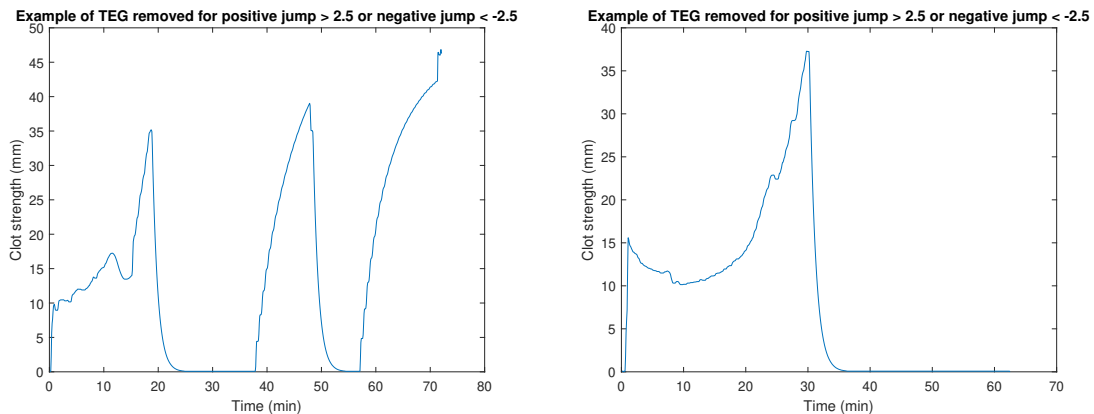 Example of TEG removed for positive jump > 2.5 or negative jump < -2.5
50
45
40
35
30
25
20
15
10
5
0
Clot strength (mm)
0 10 20 30 40 50 60 70 80
Time (min)
Example of TEG removed for positive jump > 2.5 or negative jump < -2.5
40
35
30
25
20
15
10
5
0
Clot strength (mm)
0 10 20 30 40 50 60 70
Time (min)